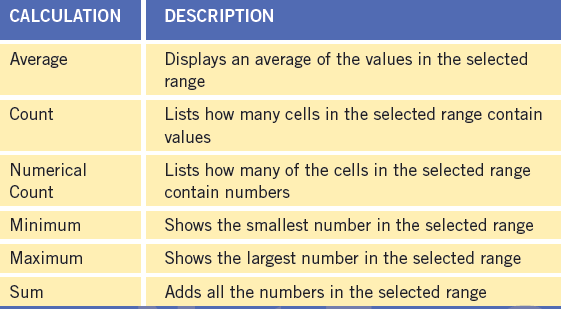 CALCULATION DESCRIPTION
Average Displays an average of the values in the selected
range
Count Lists how many cells in the selected range contain
values
Numerical Lists how many of the cells in the selected range
Count contain numbers
Minimum Shows the smallest number in the selected range
Maximum Shows the largest number in the selected range
Sum Adds all the numbers in the selected range